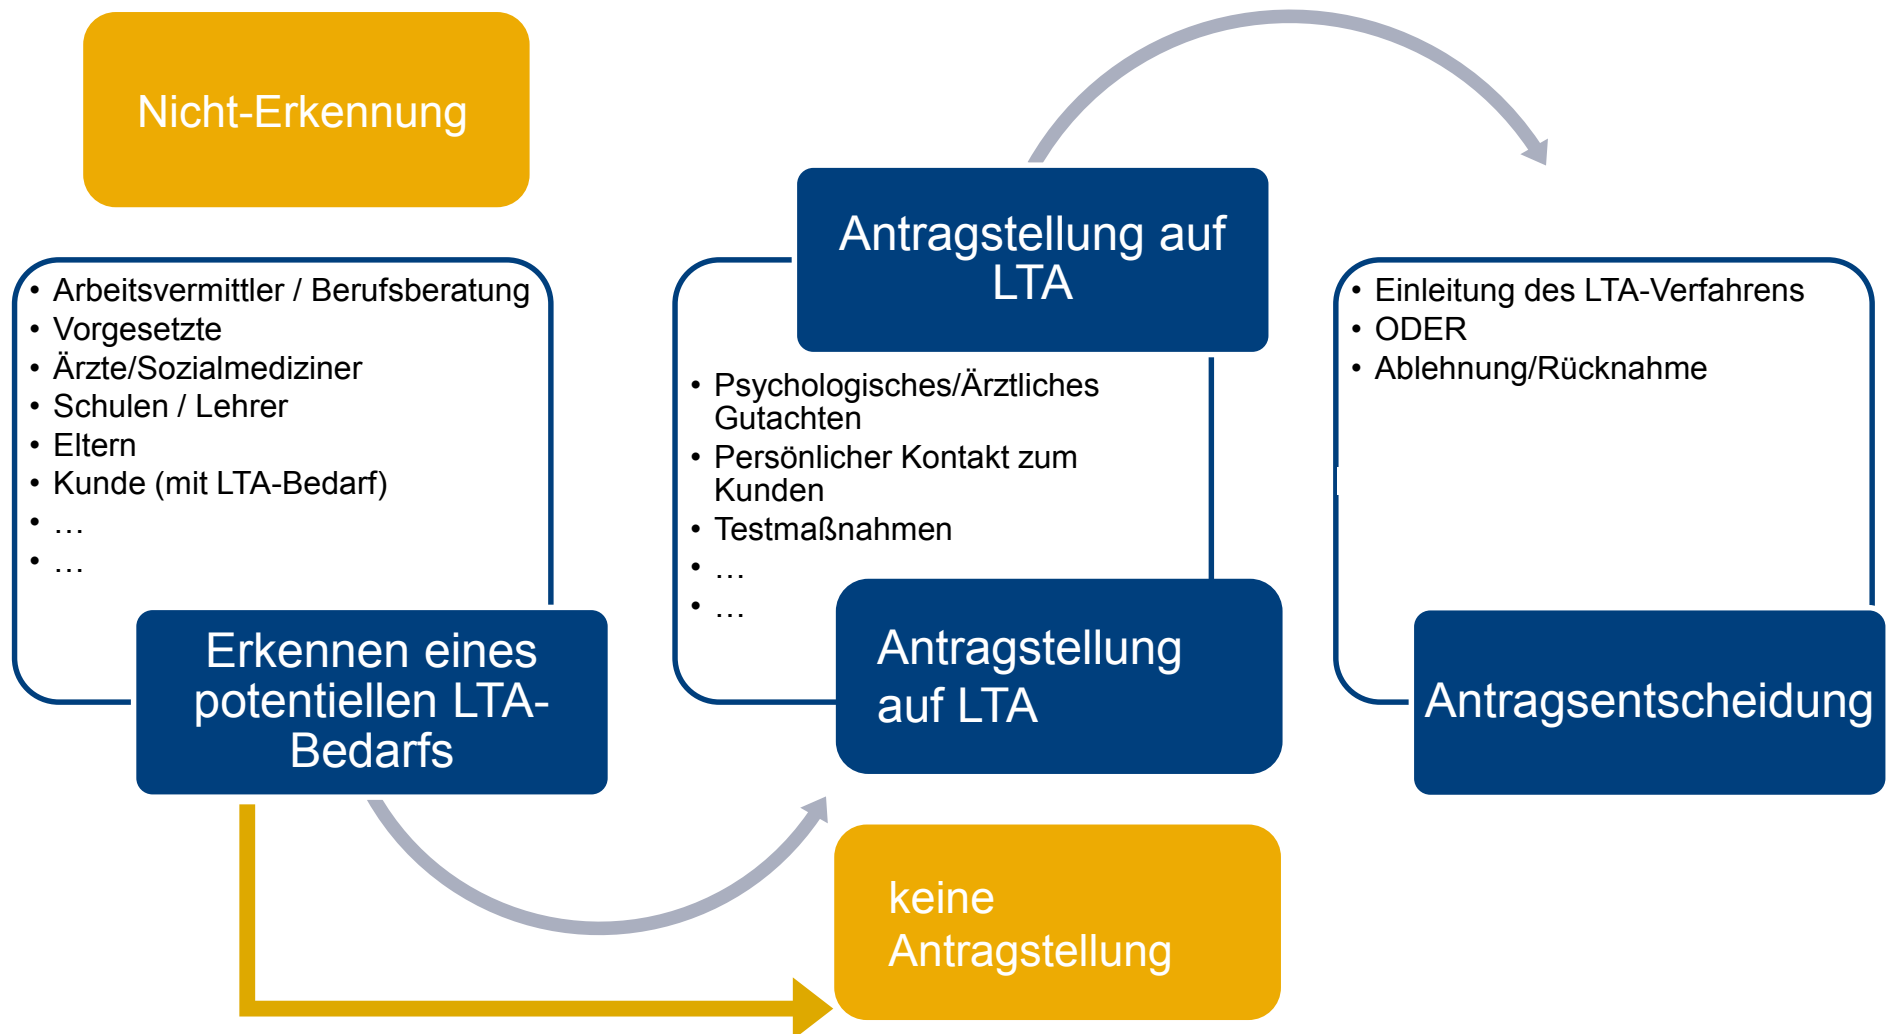 Nicht-Erkennung
• Arbeitsvermittler / Berufsberatung
• Vorgesetzte
• Ärzte/Sozialmediziner
• Schulen / Lehrer
• Eltern
• Kunde (mit LTA-Bedarf)
• …
• …
Erkennen eines
potentiellen LTA-
Bedarfs
Antragstellung auf
LTA
• Psychologisches/Ärztliches
Gutachten
• Persönlicher Kontakt zum
Kunden
• Testmaßnahmen
• …
• …
Antragstellung
auf LTA
keine
Antragstellung
• Einleitung des LTA-Verfahrens
• ODER
• Ablehnung/Rücknahme
Antragsentscheidung